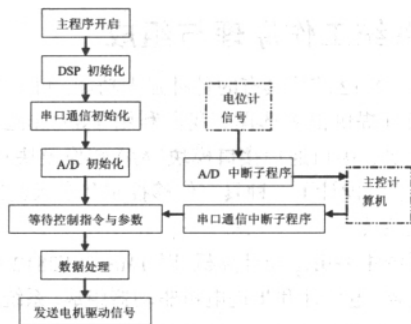 主程序开启
DSP 初始化
串口通信初始化
A/D 初始化
等待控制指令与参数
数据处理
发送电机驱动信号
电位计
信号
A/D 中断子程序
主控计
算机
串口通信中断子程序